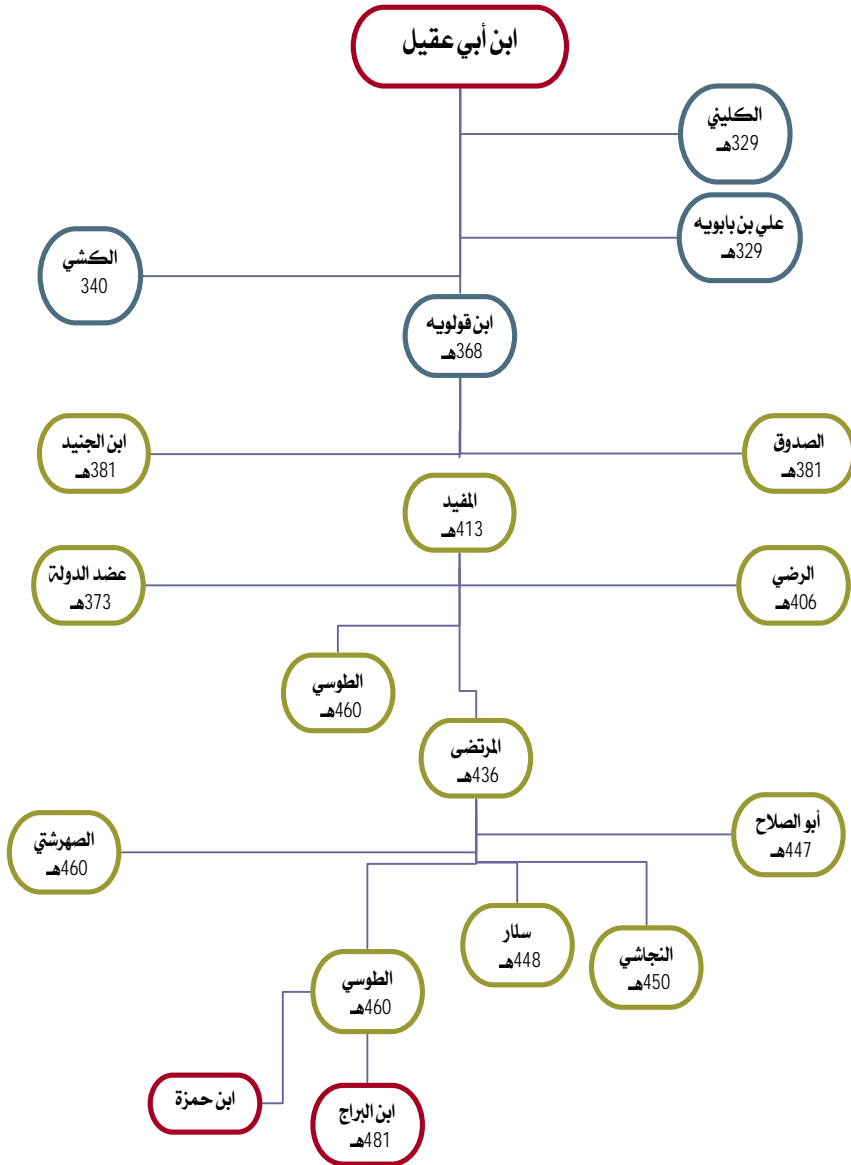 ابن أبي عقيل
الكليني
329هـ
علي بن بابويه
329هـ
الكشي
340
ابن قولويه
368هـ
الصدوق
381هـ
ابن الجنيد
381هـ
المفيد
413هـ
الرضي
406هـ
عضد الدولة
373هـ
الطوسي
460هـ
المرتضى
436هـ
أبو الصلاح
447هـ
الصهرشتي
460هـ
النجاشي
450هـ
سلار
448هـ
الطوسي
460هـ
ابن البراج
481هـ
ابن حمزة